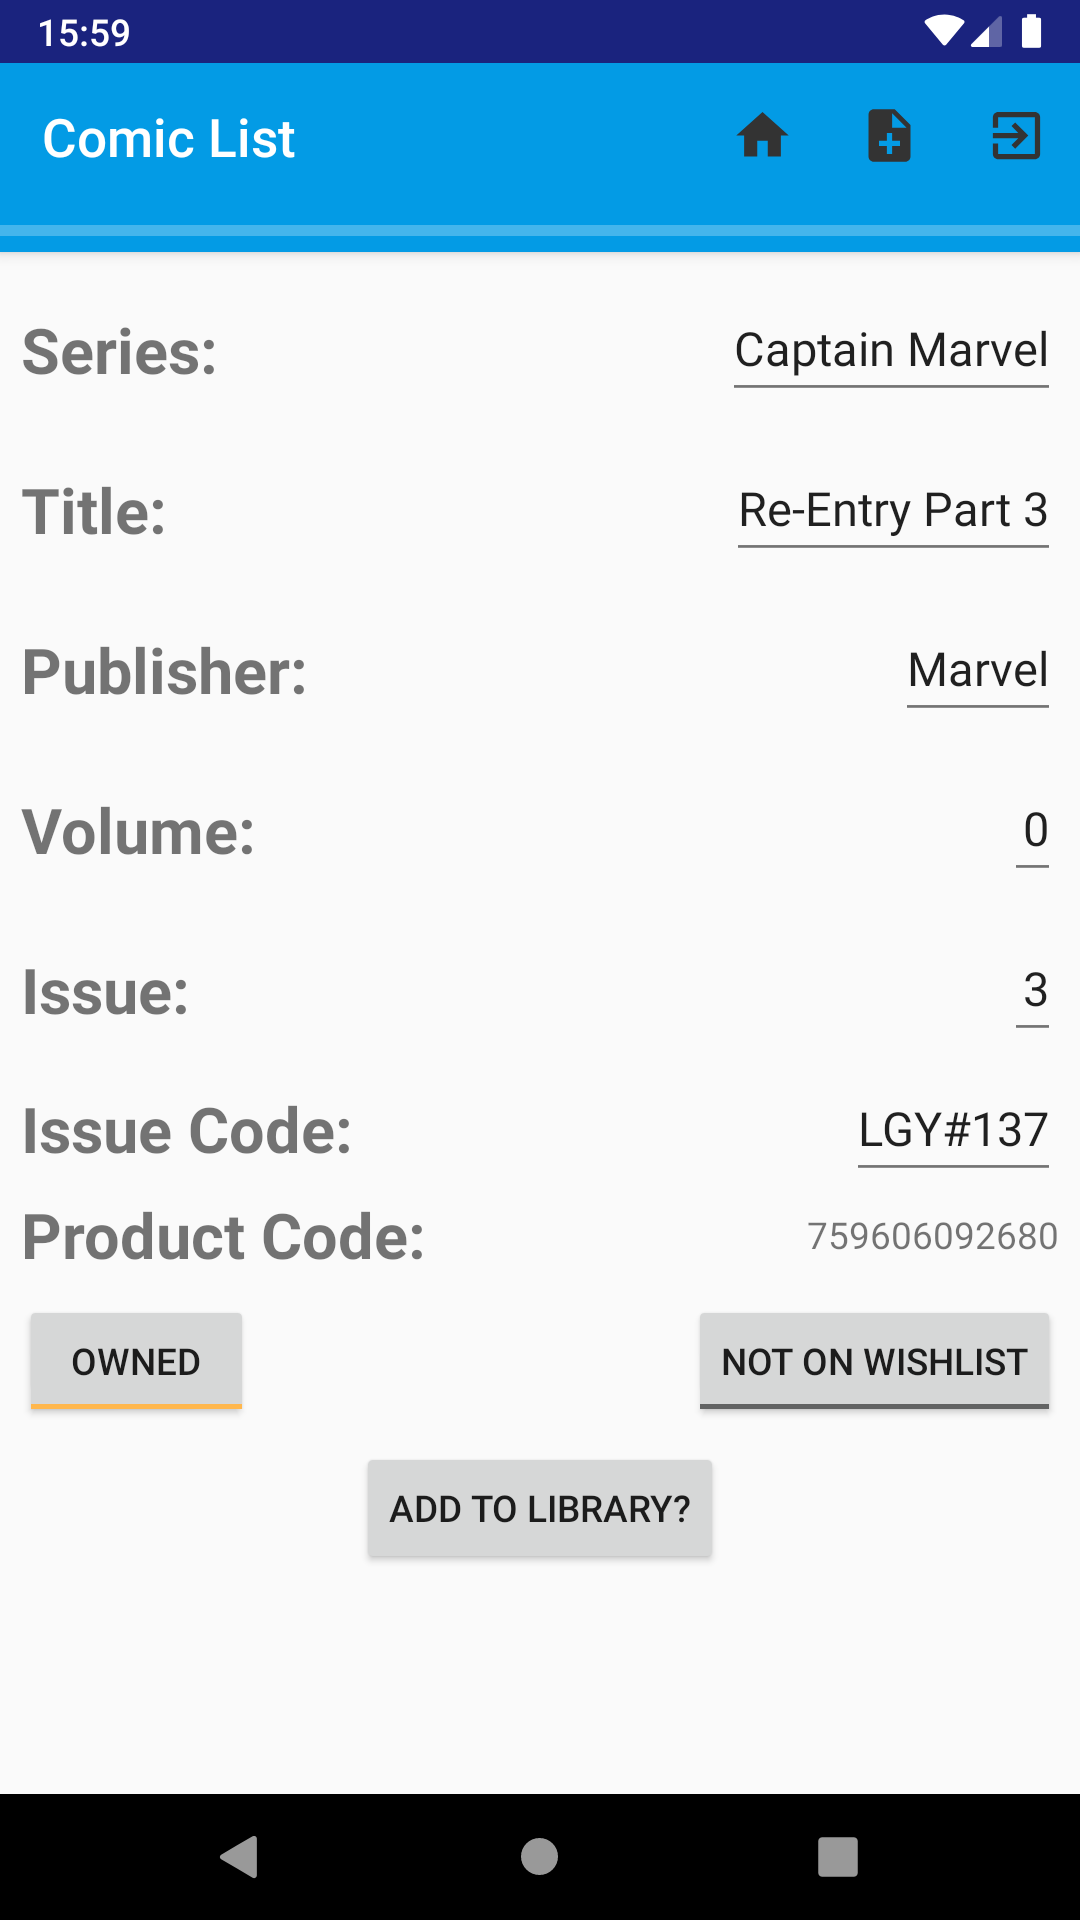 15:59
Comic List
Series: Captain Marvel
Title: Re-Entry Part 3
Publisher: Marvel
Volume: 0
Issue: 3
Issue Code: LGY#137
Product Code: 759606092680
OWNED NOT ON WISHLIST
ADD TO LIBRARY?